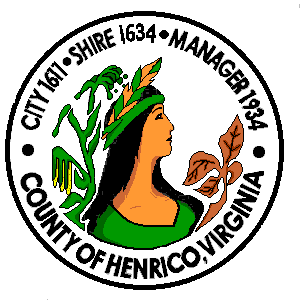 CITY 1611 • SHIRE 1634 • MANAGER 1934
• COUNTY OF HENRICO, VIRGINIA •